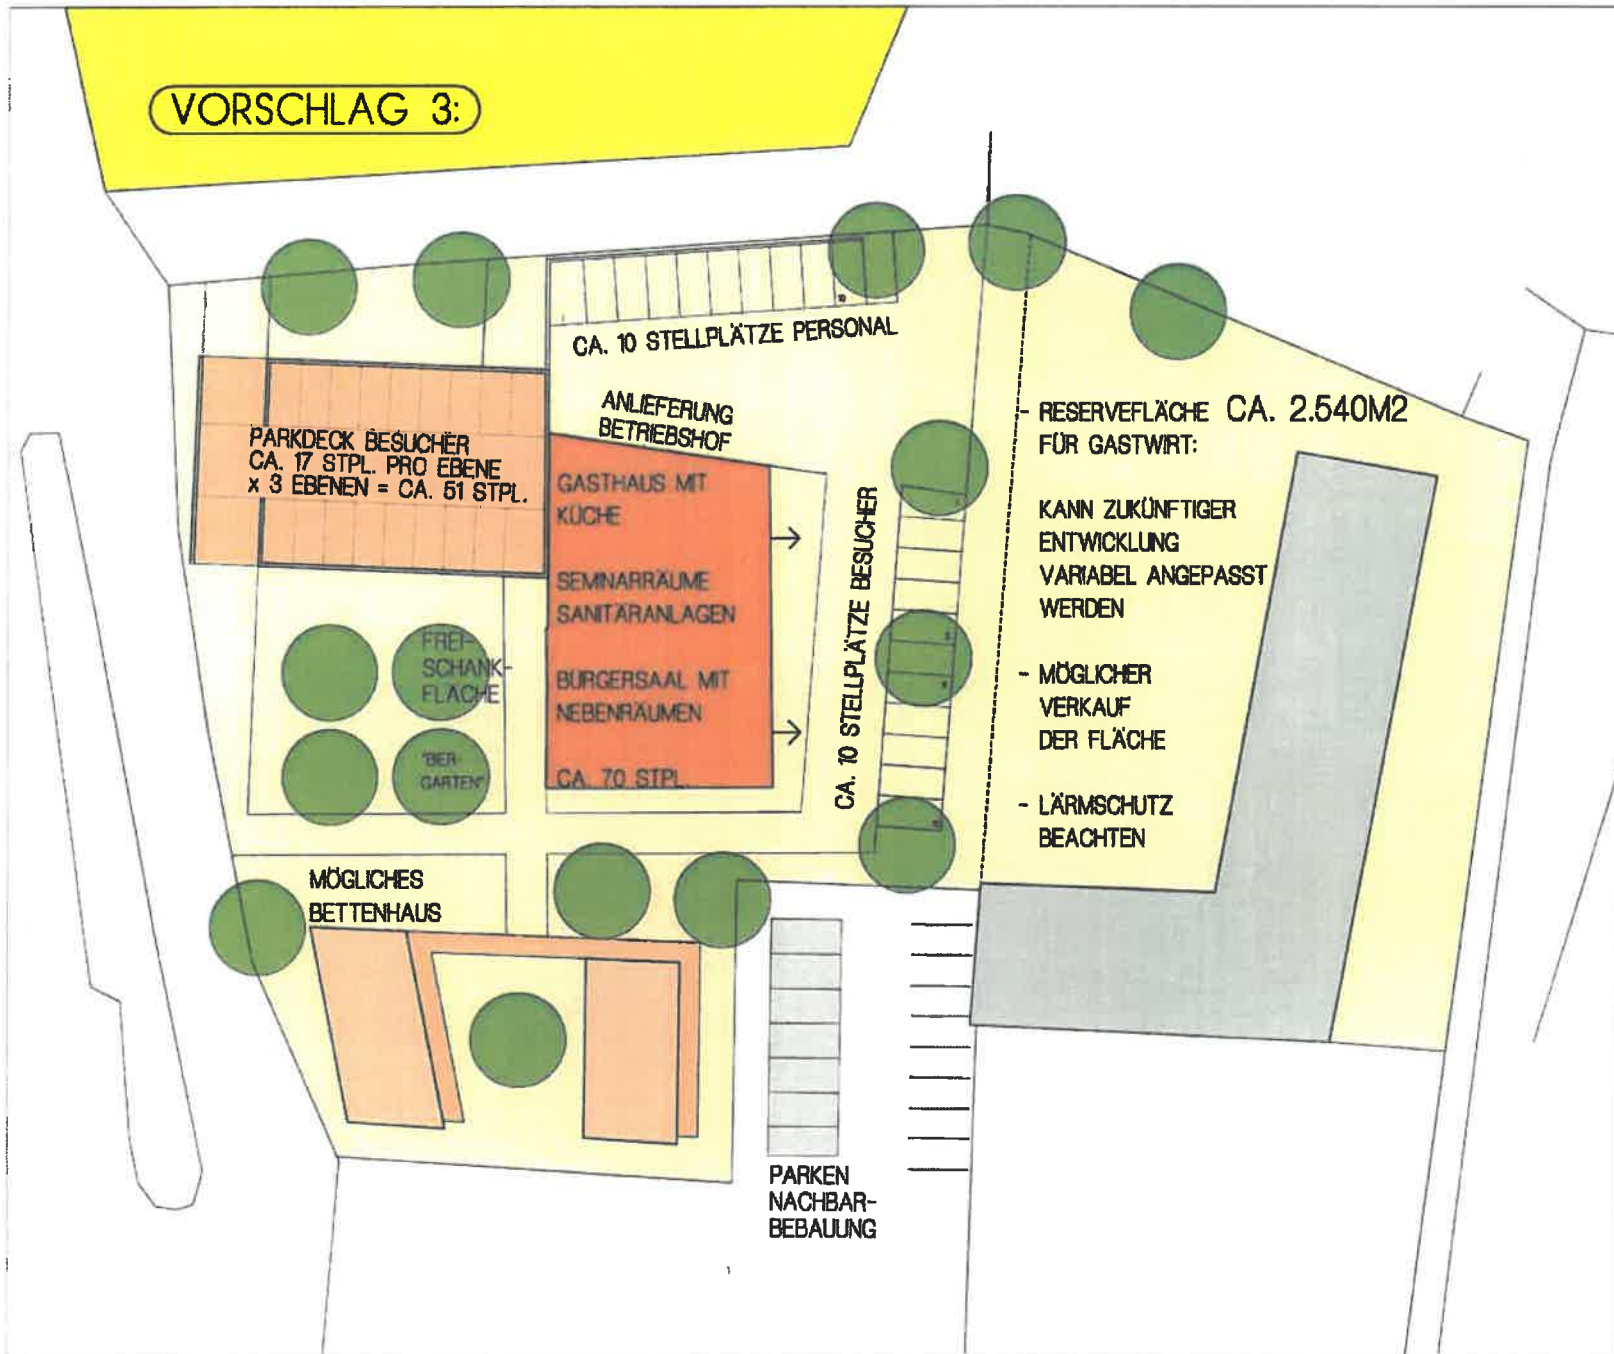 VORSCHLAG 3:
CA. 10 STELLPLÄTZE PERSONAL
ANLIEFERUNG
BETRIEBSHOF
PARKDECK BESUCHER
CA. 17 STPL. PRO EBENE
x 3 EBENEN = CA. 51 STPL.
GASTHAUS MIT
KÜCHE
SEMINARRÄUME
SANITÄRANLAGEN
BÜRGERSAAL MIT
NEBENRÄUMEN
CA. 70 STPL.
FREI-
SCHANK-
FLÄCHE
"BIER-
GARTEN"
CA. 10 STELLPLÄTZE BESUCHER
- RESERVEFLÄCHE CA. 2.540M2
FÜR GASTWIRT:
KANN ZUKÜNFTIGER
ENTWICKLUNG
VARIABEL ANGEPASST
WERDEN
- MÖGLICHER
VERKAUF
DER FLÄCHE
- LÄRMSCHUTZ
BEACHTEN
MÖGLICHES
BETTENHAUS
PARKEN
NACHBAR-
BEBAUUNG